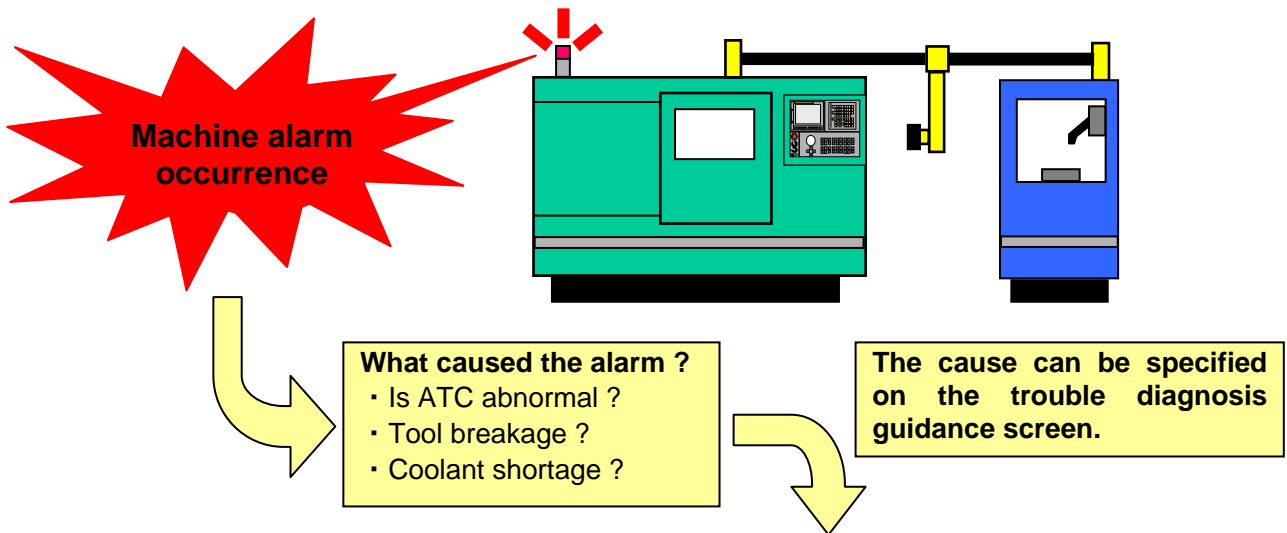 Machine alarm
occurrence
What caused the alarm ?
・Is ATC abnormal ?
・Tool breakage ?
・Coolant shortage ?
The cause can be specified
on the trouble diagnosis
guidance screen.